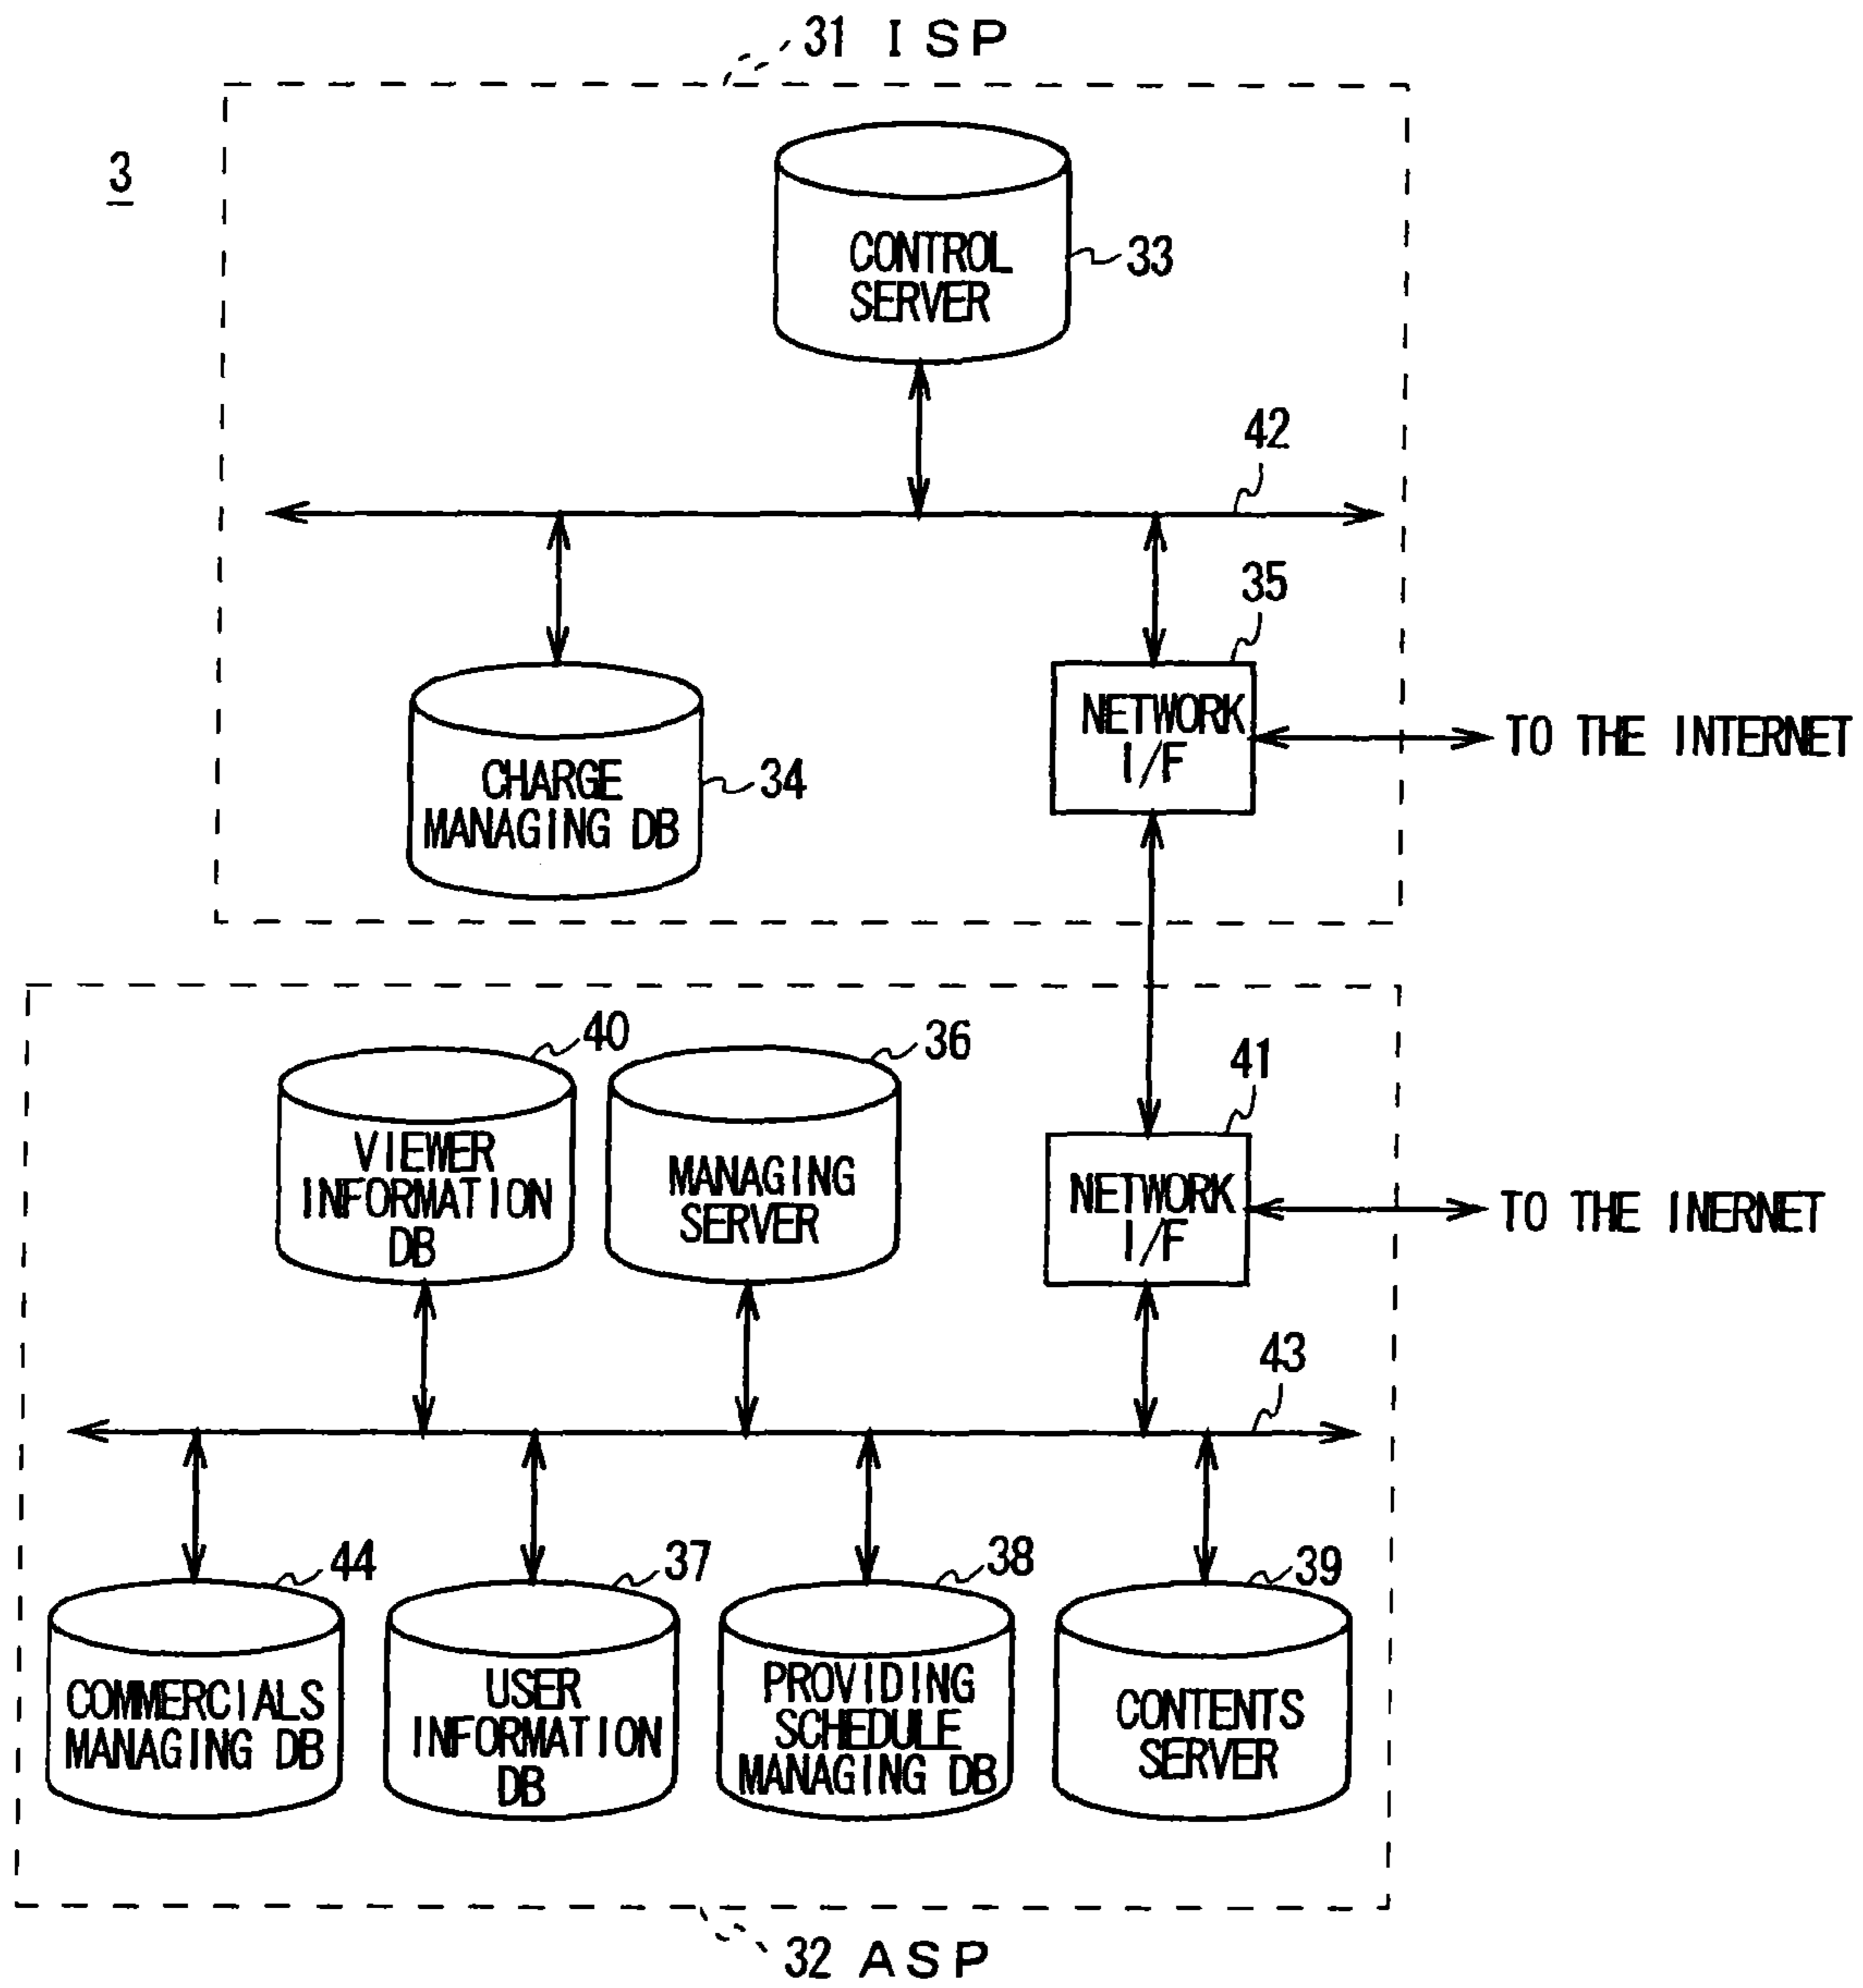 31 ISP
3
CONTROL
SERVER
33
42
35
NETWORK
I/F
TO THE INTERNET
CHARGE
MANAGING DB
34
40
36
41
VIEWER
INFORMATION
DB
MANAGING
SERVER
NETWORK
I/F
TO THE INERNET
43
44
37
38
39
COMMERCIALS
MANAGING DB
USER
INFORMATION
DB
PROVIDING
SCHEDULE
MANAGING DB
CONTENTS
SERVER
32 ASP